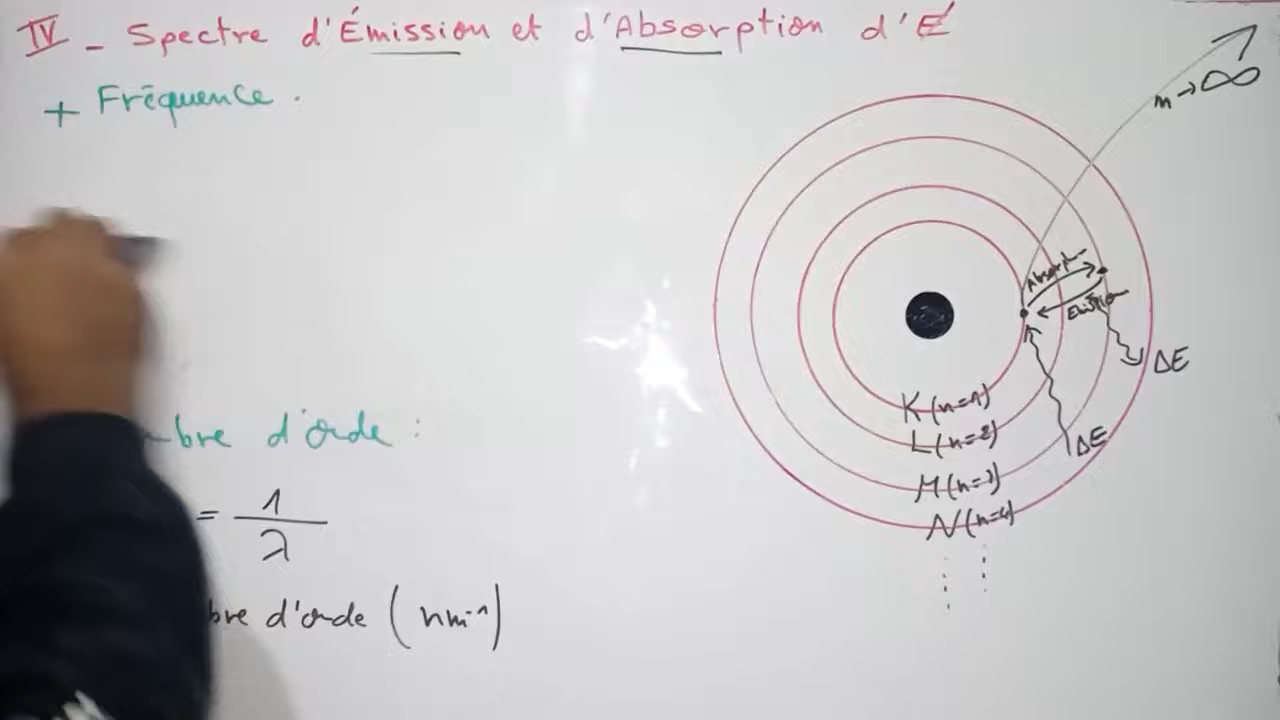 IV - Spectre d'Émission et d'Absorption d'É
+ Fréquence .
bre d'onde :
= 1/λ
bre d'onde (nm-1)
n→∞
Absorpt
Emission
ΔE
ΔE
K (n=1)
L (n=2)
M (n=3)
N (n=4)